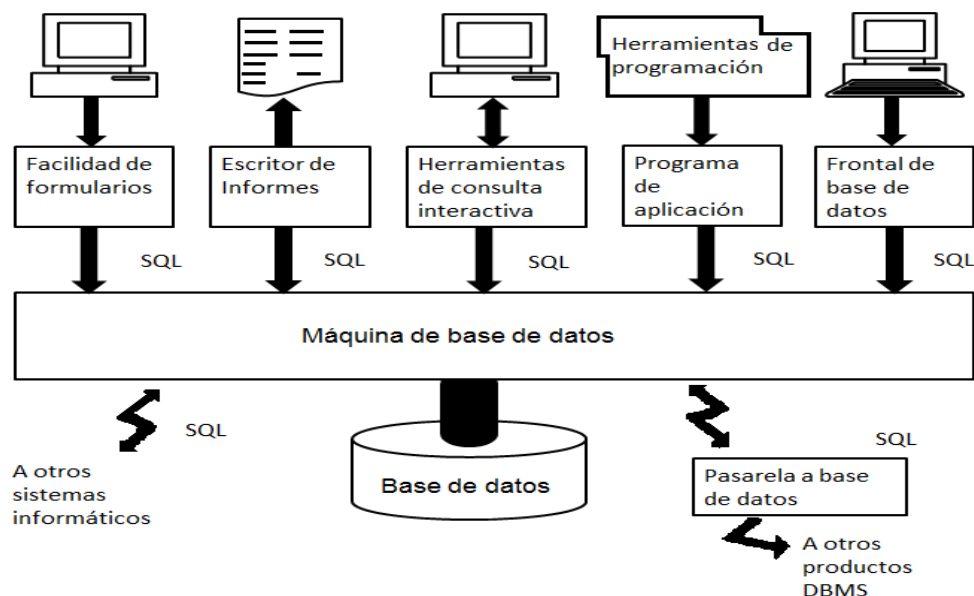 Herramientas de
programación
Facilidad de
formularios
Escritor de
Informes
Herramientas
de consulta
interactiva
Programa
de
aplicación
Frontal de
base de
datos
SQL
SQL
SQL
SQL
SQL
Máquina de base de datos
SQL
SQL
A otros
sistemas
informáticos
Base de datos
Pasarela a base
de datos
A otros
productos
DBMS